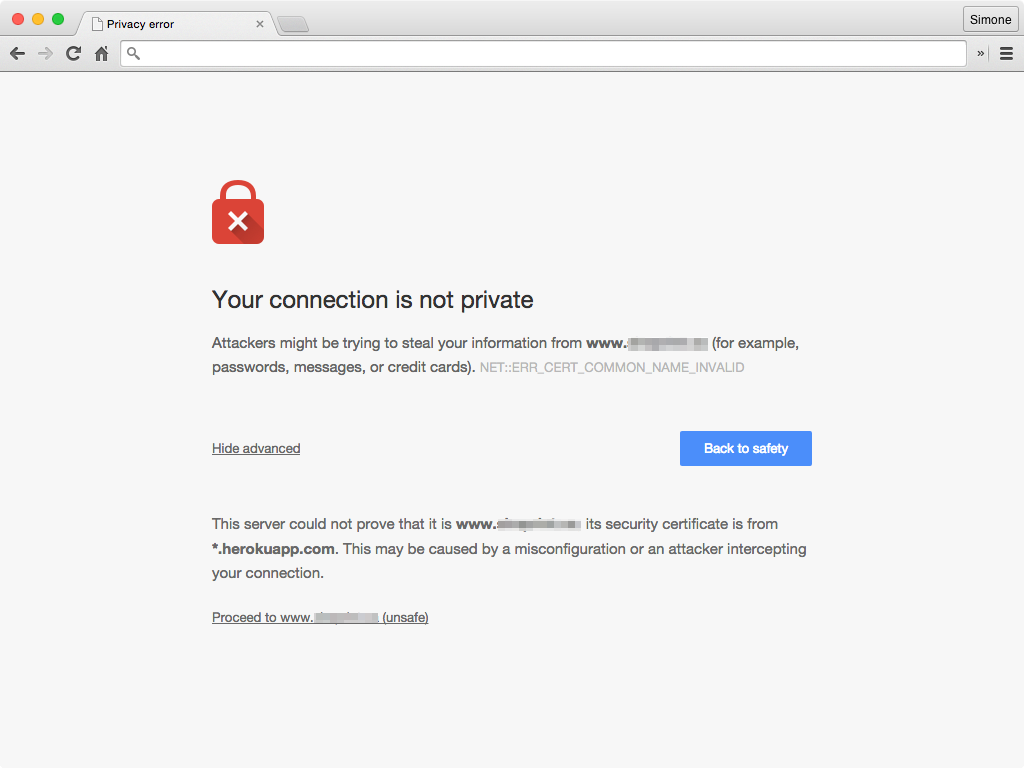 Privacy error
Simone
Your connection is not private
Attackers might be trying to steal your information from www. (for example,
passwords, messages, or credit cards). NET::ERR_CERT_COMMON_NAME_INVALID
Hide advanced
Back to safety
This server could not prove that it is www. its security certificate is from
*.herokuapp.com. This may be caused by a misconfiguration or an attacker intercepting
your connection.
Proceed to www. (unsafe)